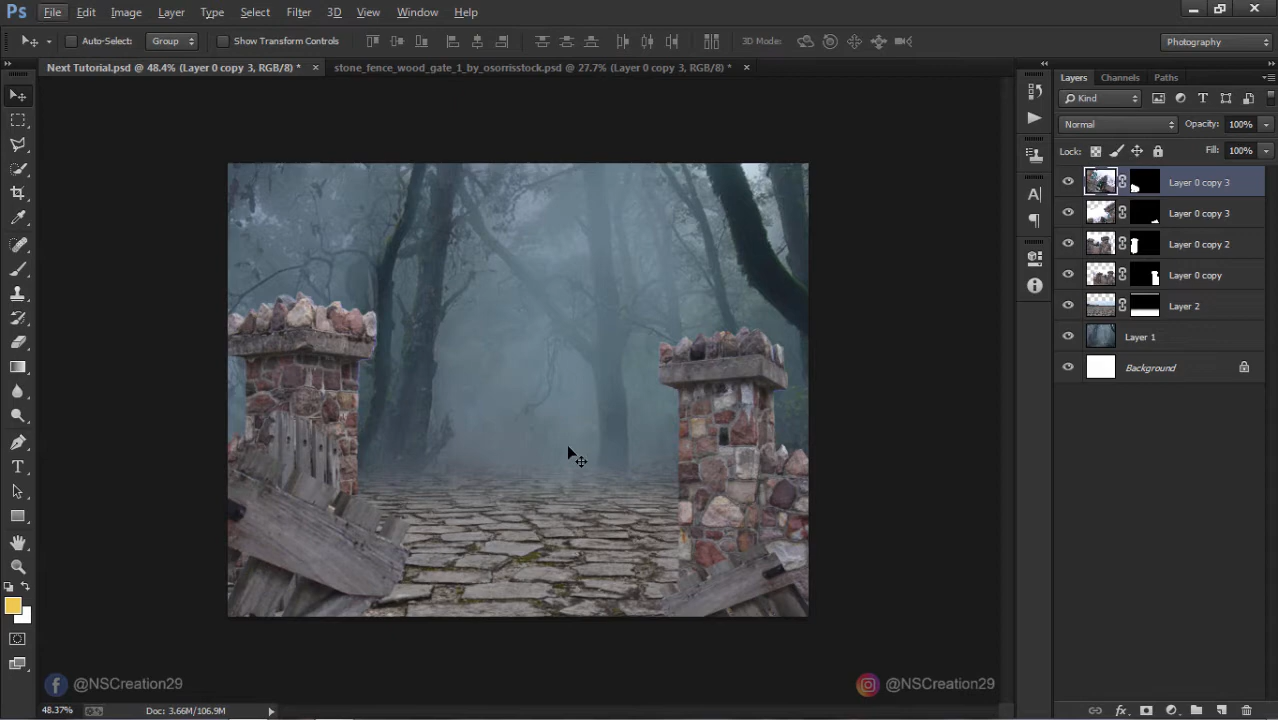 Ps File Edit Image Layer Type Select Filter 3D View Window Help
Auto-Select: Group Show Transform Controls 3D Mode: Photography
Next Tutorial.psd @ 48.4% (Layer 0 copy 3, RGB/8) * × stone_fence_wood_gate_1_by_osorrisstock.psd @ 27.7% (Layer 0 copy 3, RGB/8) * ×
Layers Channels Paths
Kind
Normal Opacity: 100%
Lock: Fill: 100%
Layer 0 copy 3
Layer 0 copy 3
Layer 0 copy 2
Layer 0 copy
Layer 2
Layer 1
Background
@NSCreation29 @NSCreation29
48.37% Doc: 3.66M/106.9M